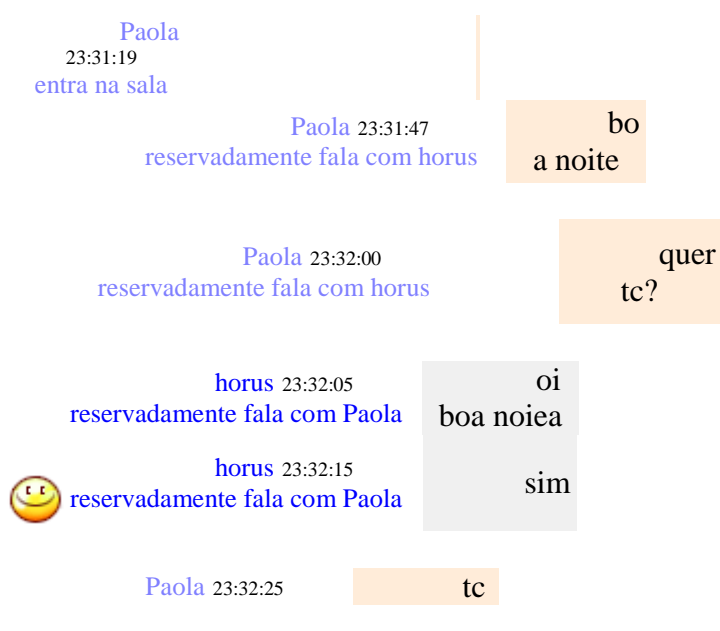 Paola
23:31:19
entra na sala
Paola 23:31:47
reservadamente fala com horus
bo
a noite
Paola 23:32:00
reservadamente fala com horus
quer
tc?
horus 23:32:05
reservadamente fala com Paola
oi
boa noiea
horus 23:32:15
reservadamente fala com Paola
sim
Paola 23:32:25
tc